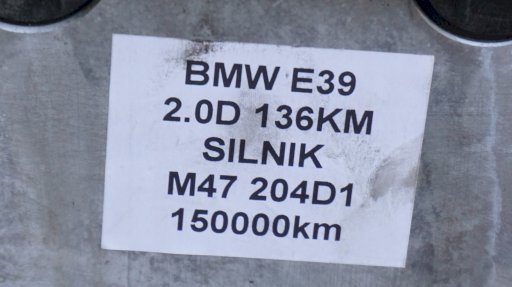 BMW E39
2.0D 136KM
SILNIK
M47 204D1
150000km